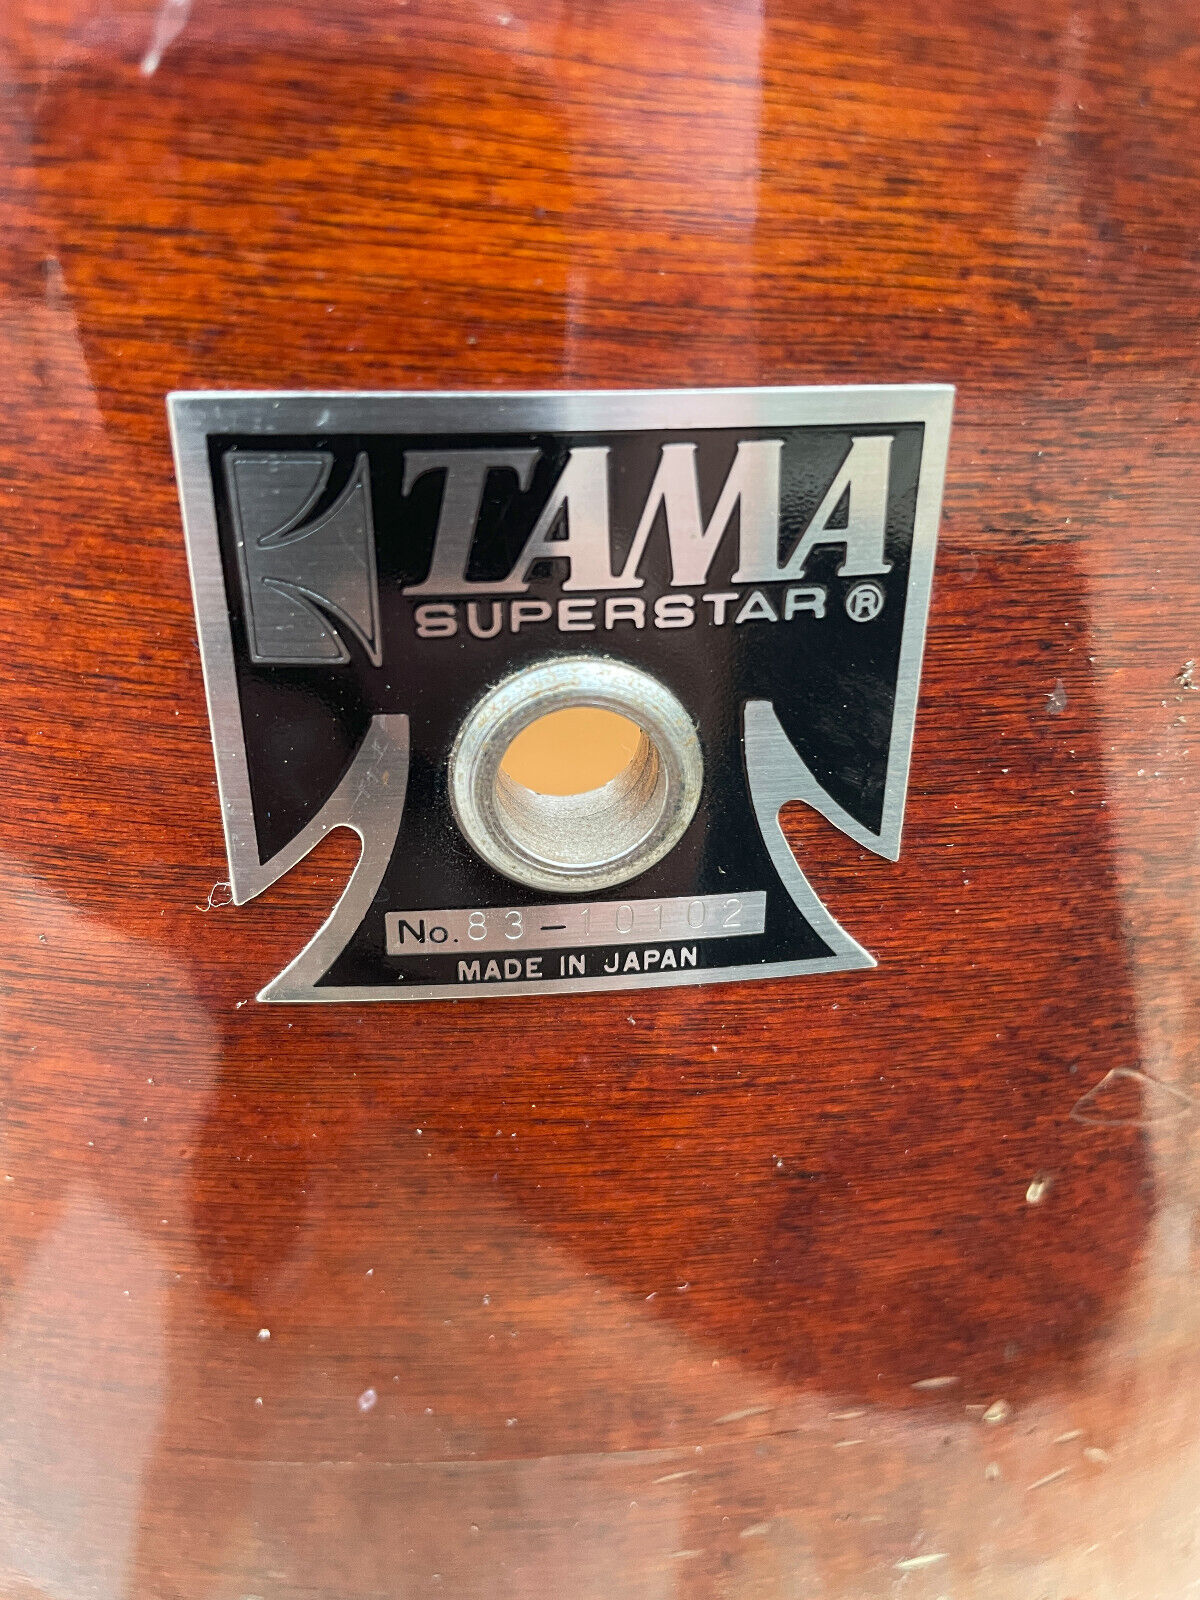 TAMA
SUPERSTAR®
No. 83-10102
MADE IN JAPAN